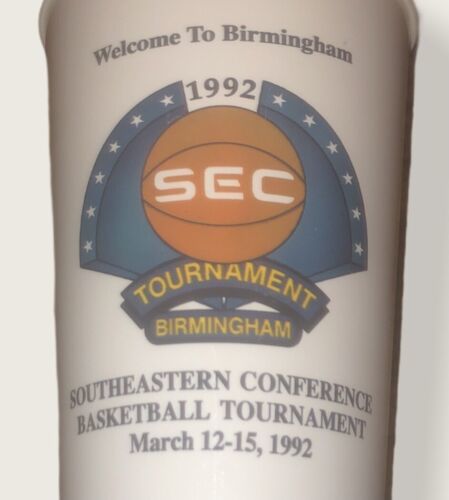 Welcome To Birmingham
1992
SEC
TOURNAMENT
BIRMINGHAM
SOUTHEASTERN CONFERENCE
BASKETBALL TOURNAMENT
March 12-15, 1992